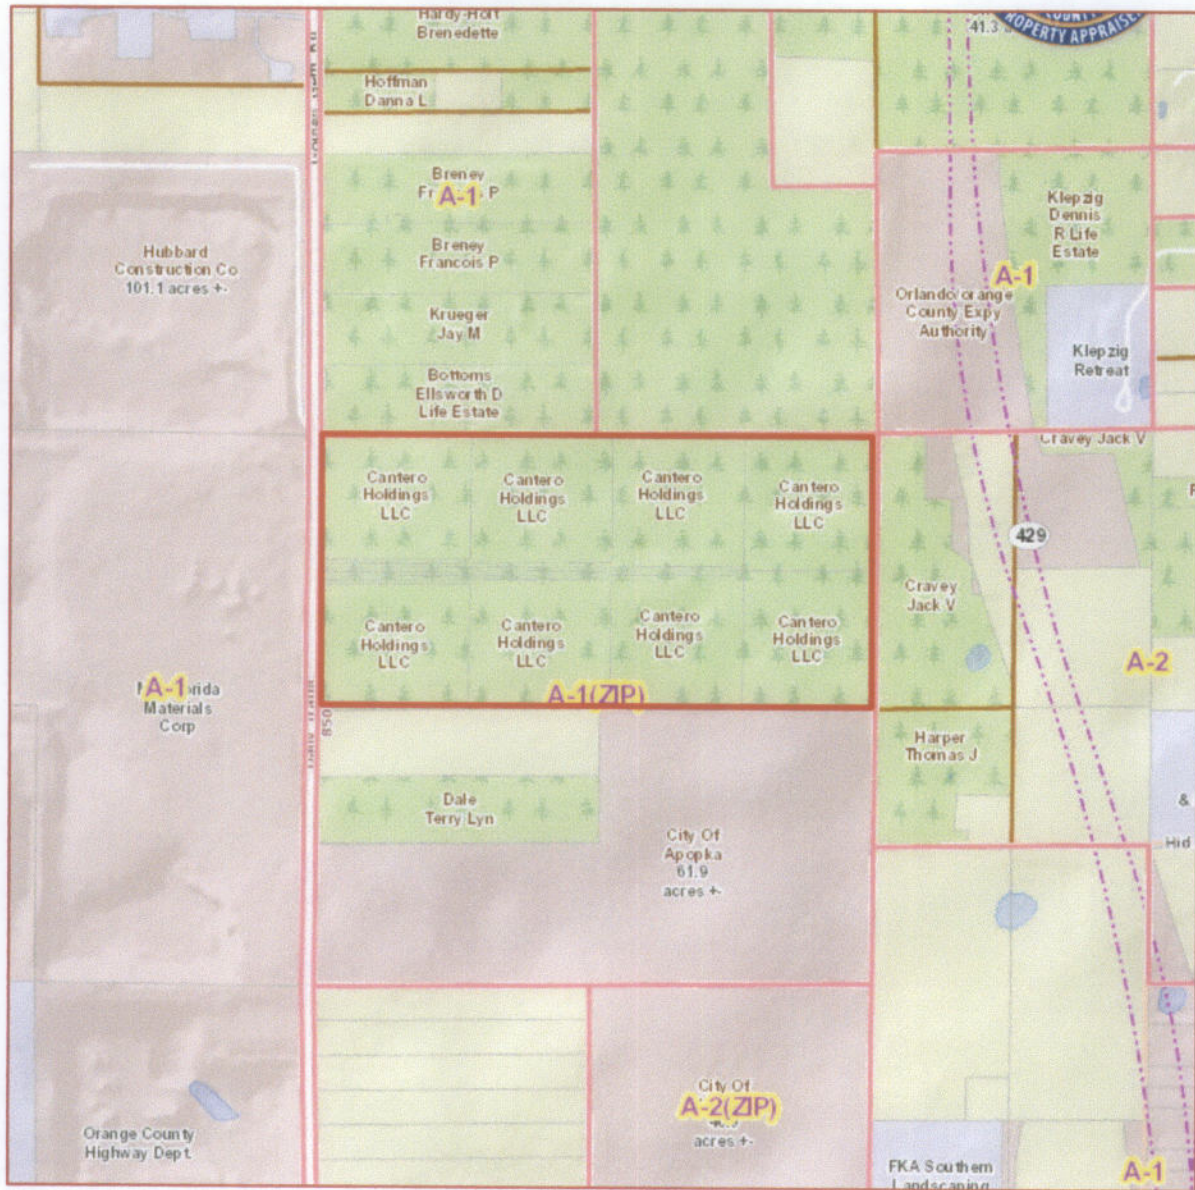 Hardy-Hort
Brenedette
41.3
COUNTY
PROPERTY APPRAISE
Hoffman
Danna L
Breney
A-1
P
Breney
Francois P
Krueger
Jay M
Bottoms
Ellsworth D
Life Estate
Hubbard
Construction Co
101.1 acres +-
Klepzig
Dennis
R Life
Estate
A-1
Orlando/orange
County Expy
Authority
Klepzig
Retreat
Cravey Jack V
Cantero
Holdings
LLC
Cantero
Holdings
LLC
Cantero
Holdings
LLC
Cantero
Holdings
LLC
429
Cravey
Jack V
Cantero
Holdings
LLC
Cantero
Holdings
LLC
Cantero
Holdings
LLC
Cantero
Holdings
LLC
A-1(ZIP)
A-2
A-1
rida
Materials
Corp
850
Harper
Thomas J
Dale
Terry Lyn
&
Hid
City Of
Apopka
61.9
acres +-
City Of
A-2(ZIP)
acres +-
Orange County
Highway Dept
FKA Southern
Landscaping
A-1